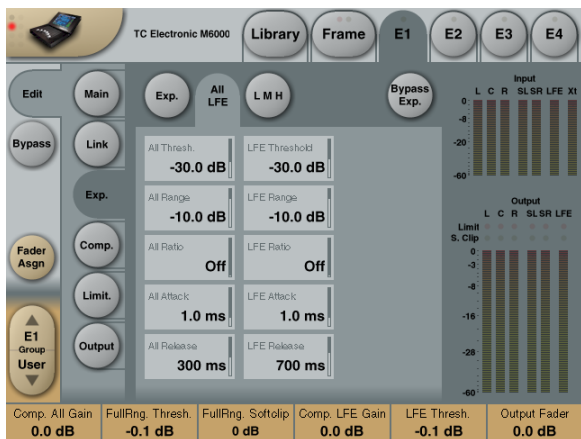 TC Electronic M6000
Library
Frame
E1
E2
E3
E4
Edit
Main
Exp.
All
LFE
L M H
Bypass
Exp.
Input
L C R SL SR LFE Xt
0
-8
-20
-60
Bypass
Link
All Thresh.
-30.0 dB
LFE Threshold
-30.0 dB
Exp.
All Range
-10.0 dB
LFE Range
-10.0 dB
Output
L C R SL SR LFE
Limit
S. Clip
0
-3
-8
-16
-28
-60
Fader
Asgn
Comp.
All Ratio
Off
LFE Ratio
Off
Limit.
All Attack
1.0 ms
LFE Attack
1.0 ms
E1
Group
User
Output
All Release
300 ms
LFE Release
700 ms
Comp. All Gain
0.0 dB
FullRng. Thresh.
-0.1 dB
FullRng. Softclip
0 dB
Comp. LFE Gain
0.0 dB
LFE Thresh.
-0.1 dB
Output Fader
0.0 dB